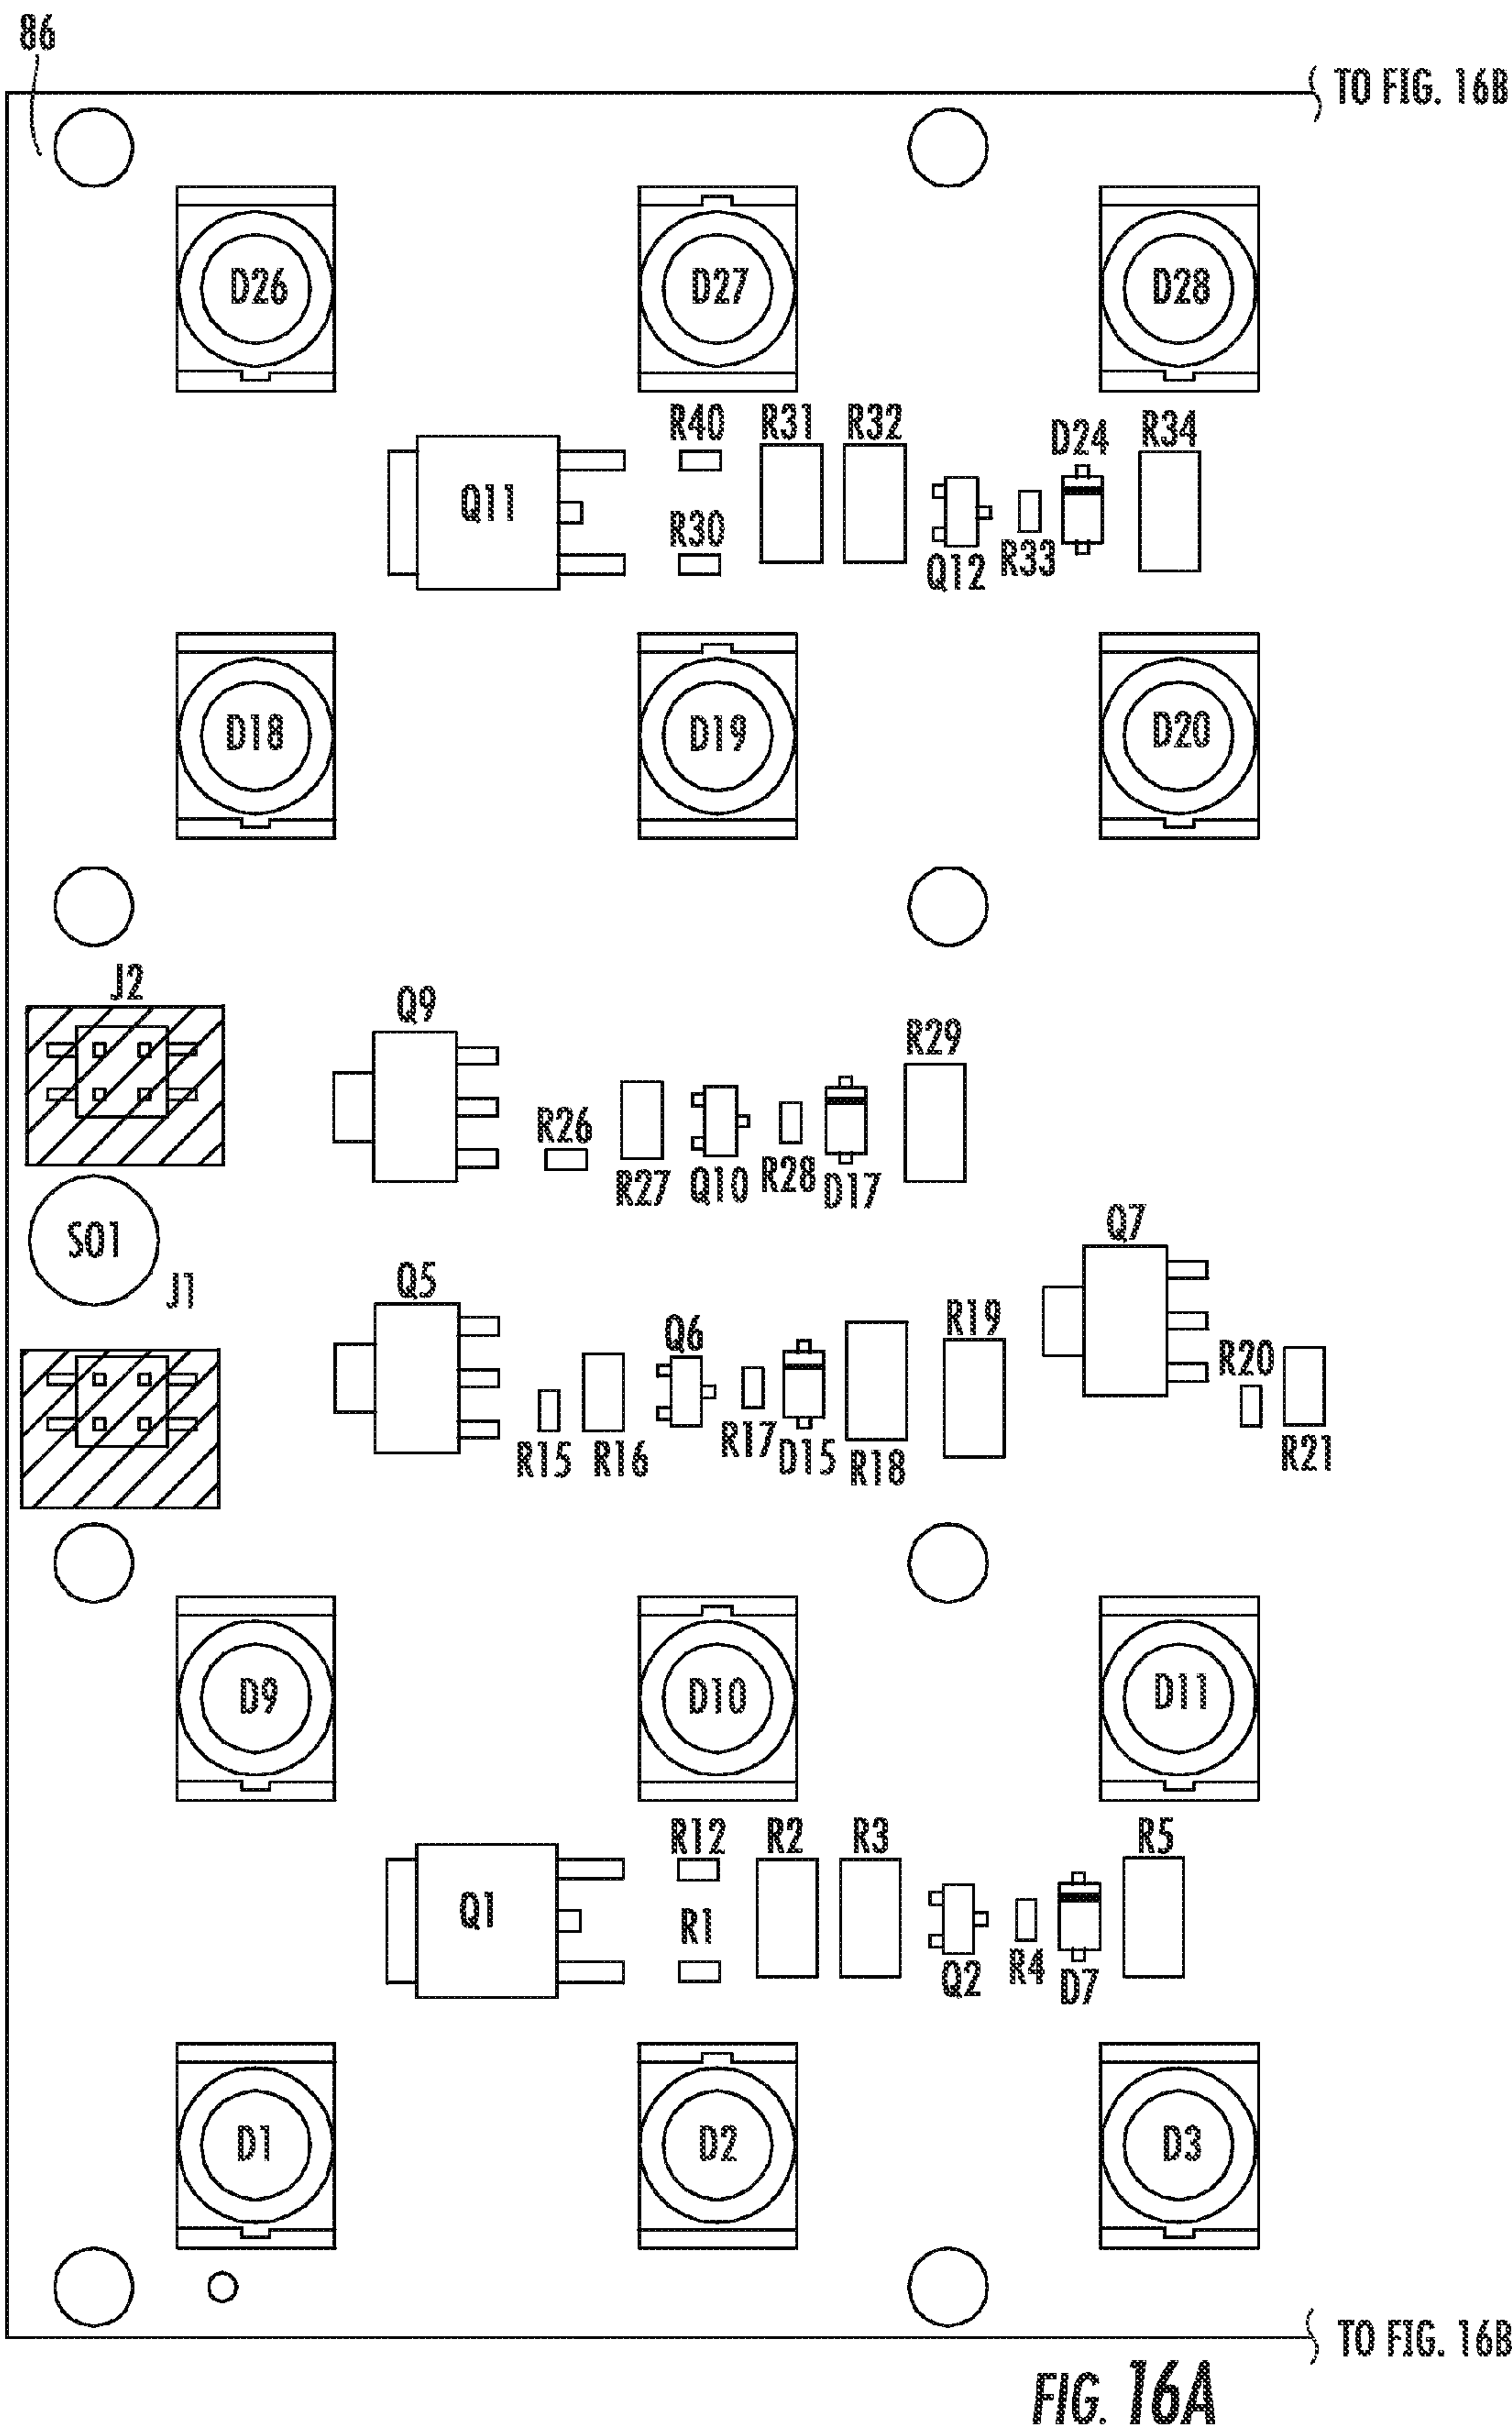 86
TO FIG. 16B
D26 D27 D28
R40 R31 R32 D24 R34
Q11
R30 Q12 R33
D18 D19 D20
J2
Q9 R29
R26 R27 Q10 R28 D17
S01 Q7
J1 Q5 Q6 R19 R20
R15 R16 R17 D15 R18 R21
D9 D10 D11
R12 R2 R3 R5
Q1 R1
Q2 R4 D7
D1 D2 D3
TO FIG. 16B
FIG. 16A